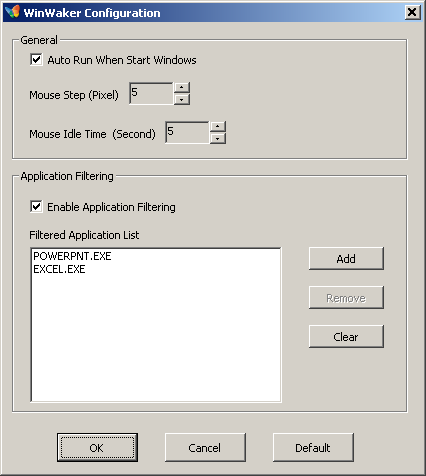 WinWaker Configuration
General
Auto Run When Start Windows
Mouse Step (Pixel) 5
Mouse Idle Time (Second) 5
Application Filtering
Enable Application Filtering
Filtered Application List
POWERPNT.EXE
EXCEL.EXE
Add
Remove
Clear
OK Cancel Default